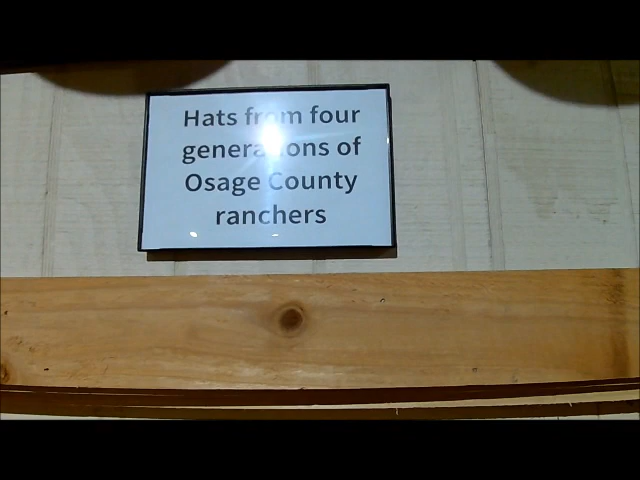 Hats from four
generations of
Osage County
ranchers